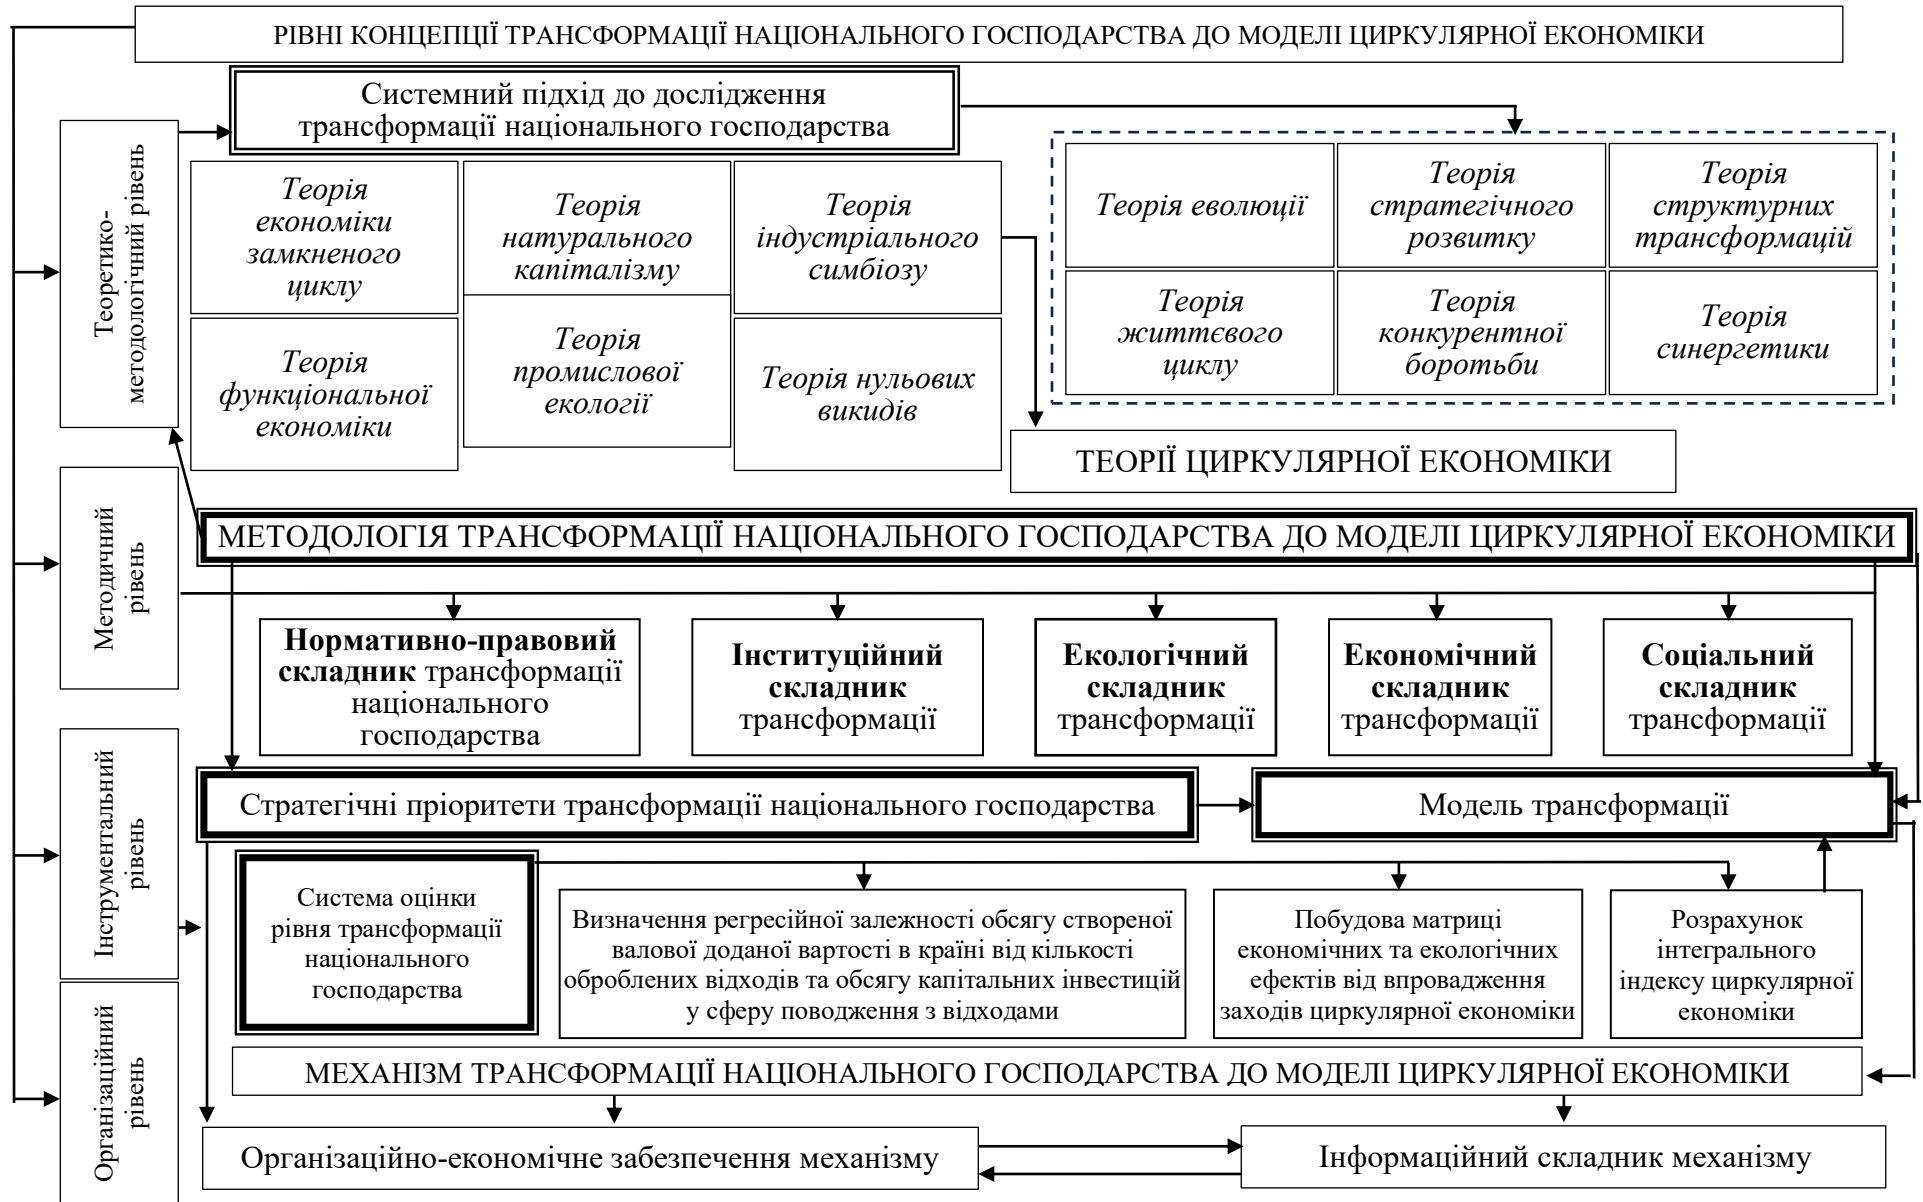 РІВНІ КОНЦЕПЦІЇ ТРАНСФОРМАЦІЇ НАЦІОНАЛЬНОГО ГОСПОДАРСТВА ДО МОДЕЛІ ЦИРКУЛЯРНОЇ ЕКОНОМІКИ
Теоретико-
методологічний рівень
Системний підхід до дослідження
трансформації національного господарства
Теорія
економіки
замкненого
циклу
Теорія
натурального
капіталізму
Теорія
індустріального
симбіозу
Теорія
функціональної
економіки
Теорія
промислової
екології
Теорія нульових
викидів
Теорія еволюції
Теорія
стратегічного
розвитку
Теорія
структурних
трансформацій
Теорія
життєвого
циклу
Теорія
конкурентної
боротьби
Теорія
синергетики
ТЕОРІЇ ЦИРКУЛЯРНОЇ ЕКОНОМІКИ
Методичний
рівень
МЕТОДОЛОГІЯ ТРАНСФОРМАЦІЇ НАЦІОНАЛЬНОГО ГОСПОДАРСТВА ДО МОДЕЛІ ЦИРКУЛЯРНОЇ ЕКОНОМІКИ
Нормативно-правовий
складник трансформації
національного
господарства
Інституційний
складник
трансформації
Екологічний
складник
трансформації
Економічний
складник
трансформації
Соціальний
складник
трансформації
Інструментальний
рівень
Стратегічні пріоритети трансформації національного господарства
Модель трансформації
Система оцінки
рівня трансформації
національного
господарства
Визначення регресійної залежності обсягу створеної
валової доданої вартості в країні від кількості
оброблених відходів та обсягу капітальних інвестицій
у сферу поводження з відходами
Побудова матриці
економічних та екологічних
ефектів від впровадження
заходів циркулярної економіки
Розрахунок
інтегрального
індексу циркулярної
економіки
Організаційний
рівень
МЕХАНІЗМ ТРАНСФОРМАЦІЇ НАЦІОНАЛЬНОГО ГОСПОДАРСТВА ДО МОДЕЛІ ЦИРКУЛЯРНОЇ ЕКОНОМІКИ
Організаційно-економічне забезпечення механізму
Інформаційний складник механізму